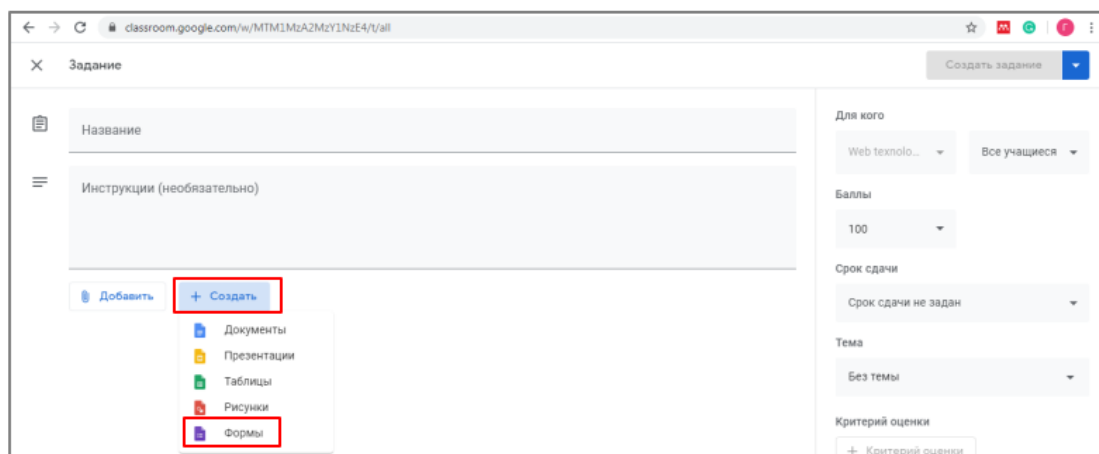 classroom.google.com/w/MTM1MzA2MzY1NzE4/t/all
Задание
Создать задание
Название
Инструкции (необязательно)
Добавить
+ Создать
Документы
Презентации
Таблицы
Рисунки
Формы
Для кого
Web texnolo...
Все учащиеся
Баллы
100
Срок сдачи
Срок сдачи не задан
Тема
Без темы
Критерий оценки
+ Критерий оценки